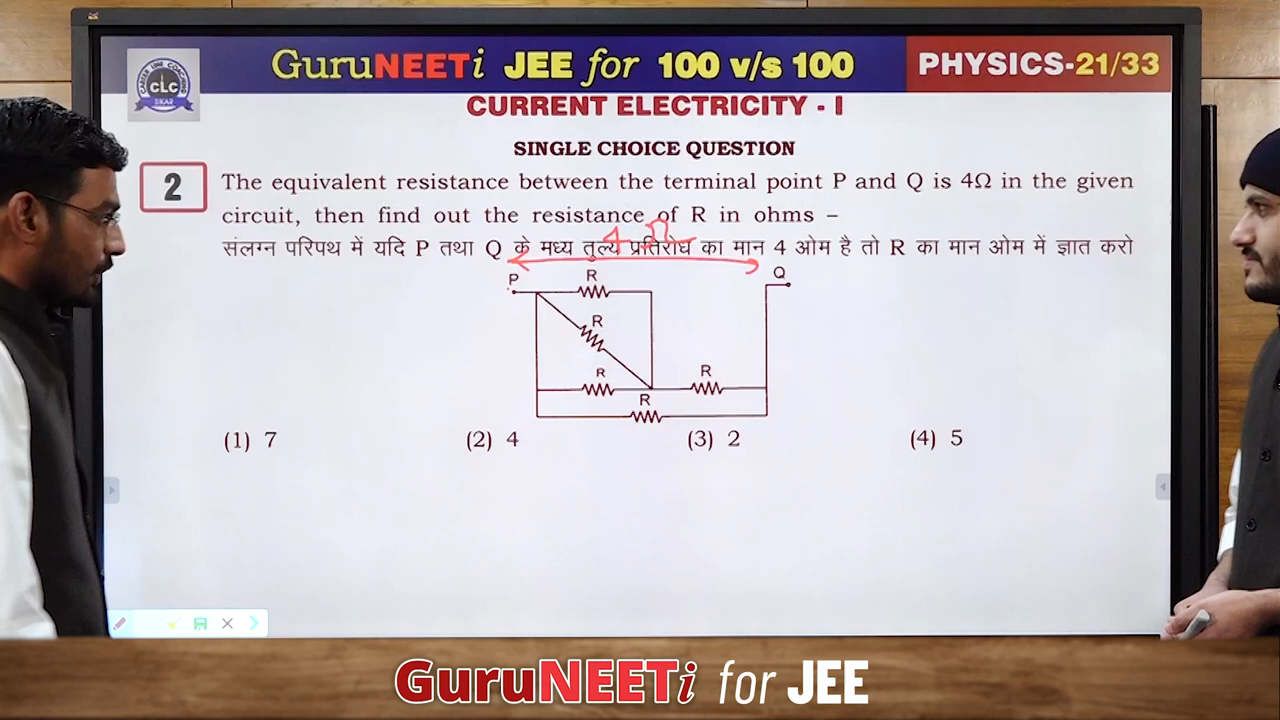 GuruNEETi JEE for 100 v/s 100
PHYSICS-21/33
CLC
SIKAR
CURRENT ELECTRICITY - I
SINGLE CHOICE QUESTION
2
The equivalent resistance between the terminal point P and Q is 4Ω in the given
circuit, then find out the resistance of R in ohms –
संलग्न परिपथ में यदि P तथा Q के मध्य तुल्य प्रतिरोध का मान 4 ओम है तो R का मान ओम में ज्ञात करो
4 Ω
P
R
Q
R
R
R
R
(1) 7
(2) 4
(3) 2
(4) 5
GuruNEETi for JEE